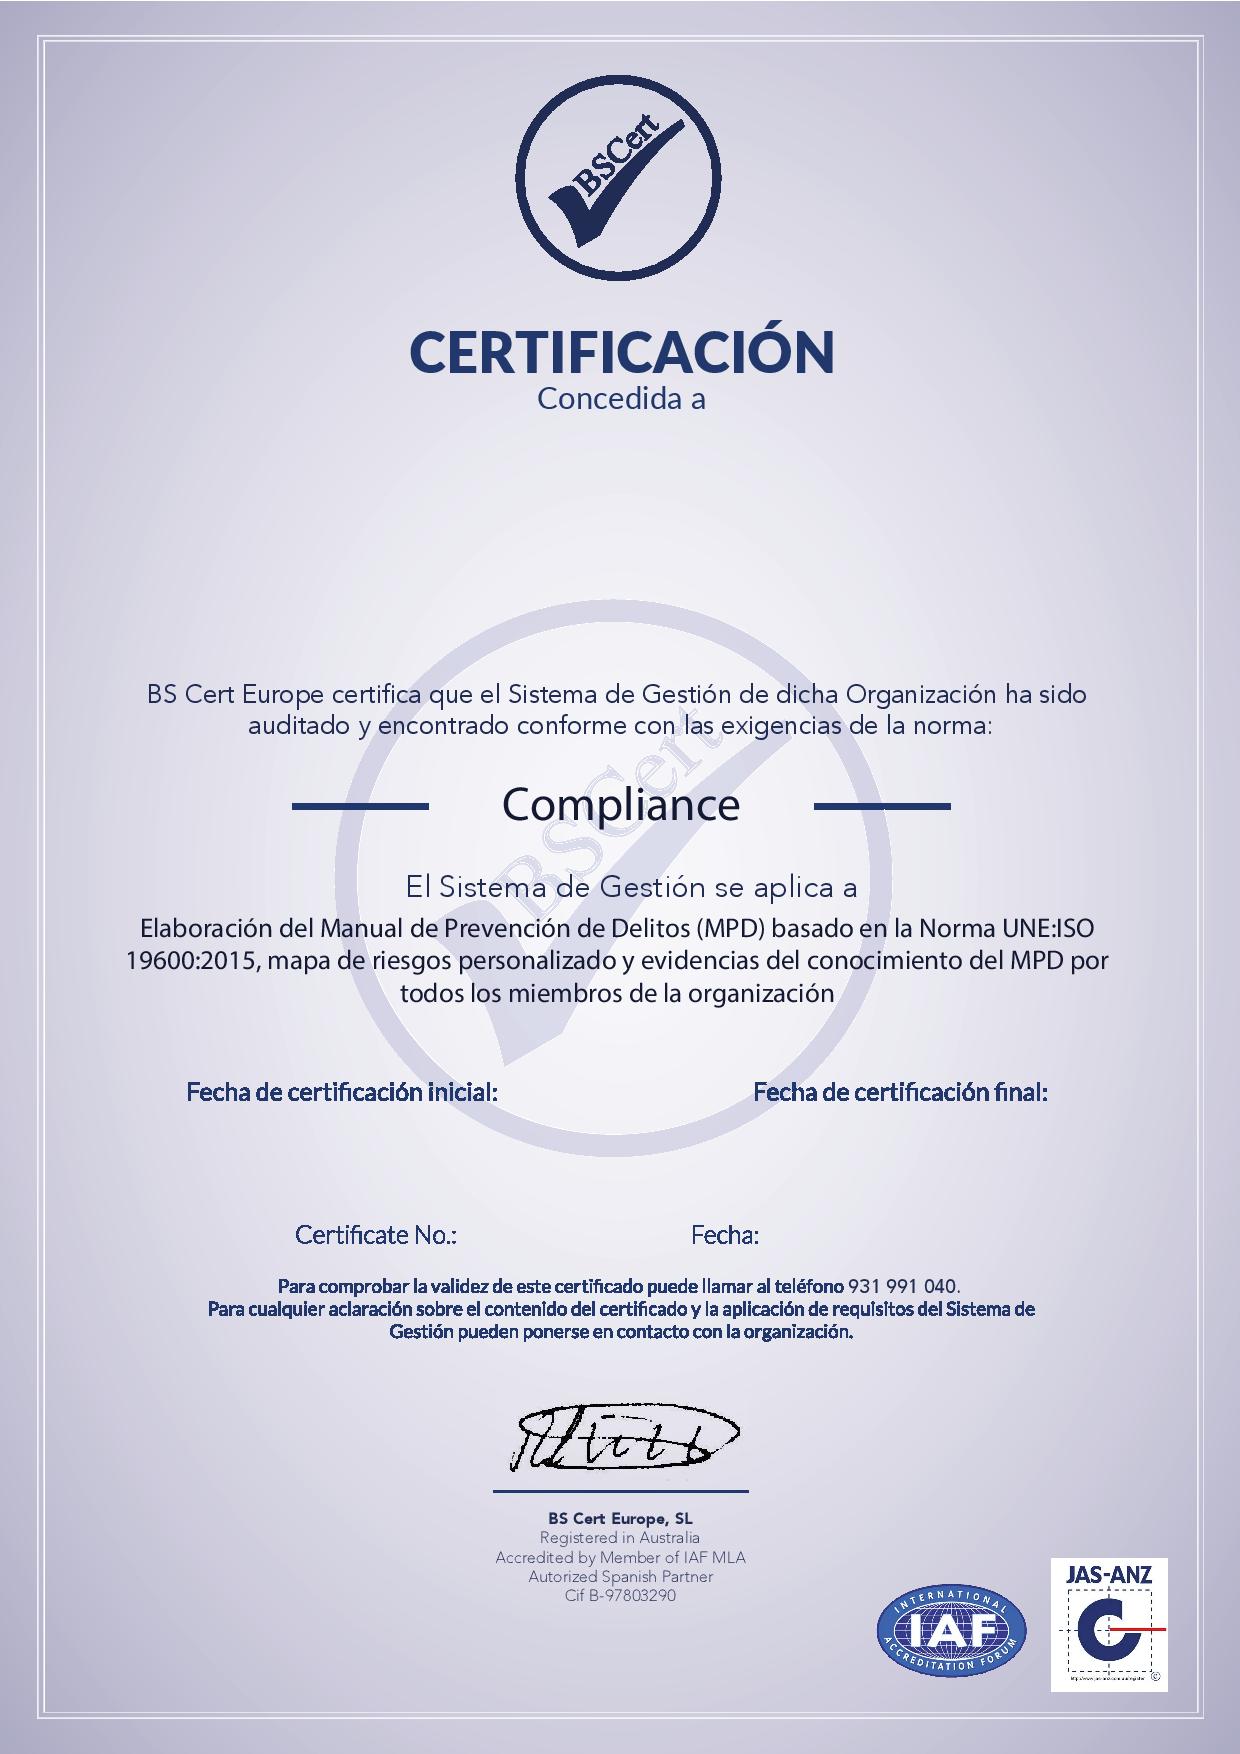 BSCert
CERTIFICACIÓN
Concedida a
BS Cert Europe certifica que el Sistema de Gestión de dicha Organización ha sido
auditado y encontrado conforme con las exigencias de la norma:
BSCert
Compliance
El Sistema de Gestión se aplica a
Elaboración del Manual de Prevención de Delitos (MPD) basado en la Norma UNE:ISO
19600:2015, mapa de riesgos personalizado y evidencias del conocimiento del MPD por
todos los miembros de la organización
Fecha de certificación inicial:
Fecha de certificación final:
Certificate No.:
Fecha:
Para comprobar la validez de este certificado puede llamar al teléfono 931 991 040.
Para cualquier aclaración sobre el contenido del certificado y la aplicación de requisitos del Sistema de
Gestión pueden ponerse en contacto con la organización.
BS Cert Europe, SL
Registered in Australia
Accredited by Member of IAF MLA
Autorized Spanish Partner
Cif B-97803290
INTERNATIONAL
IAF
ACCREDITATION FORUM
JAS-ANZ
©